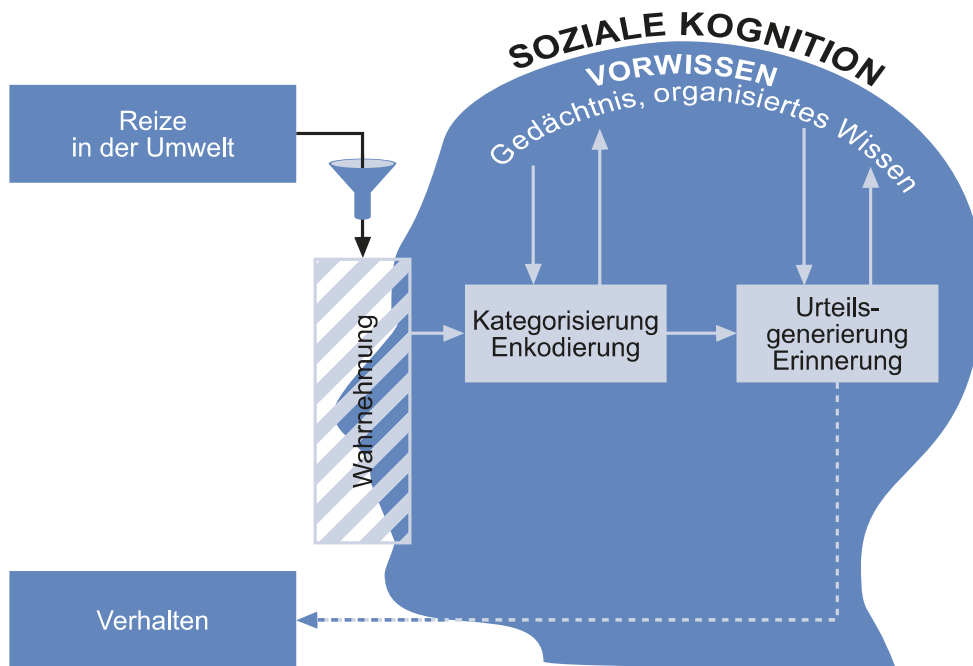 SOZIALE KOGNITION
VORWISSEN
Gedächtnis, organisiertes Wissen
Reize
in der Umwelt
Wahrnehmung
Kategorisierung
Enkodierung
Urteils-
generierung
Erinnerung
Verhalten